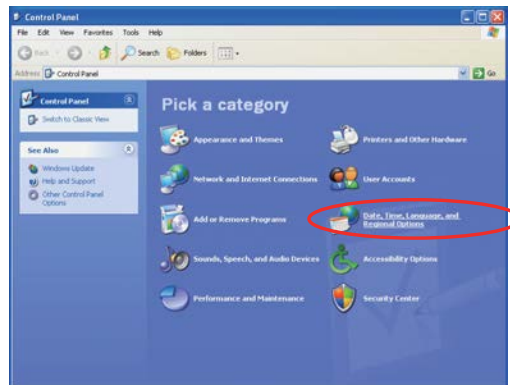 Control Panel
File Edit View Favorites Tools Help
Back Search Folders
Address Control Panel Go
Control Panel
Switch to Classic View
See Also
Windows Update
Help and Support
Other Control Panel
Options
Pick a category
Appearance and Themes
Printers and Other Hardware
Network and Internet Connections
User Accounts
Add or Remove Programs
Date, Time, Language, and
Regional Options
Sounds, Speech, and Audio Devices
Accessibility Options
Performance and Maintenance
Security Center